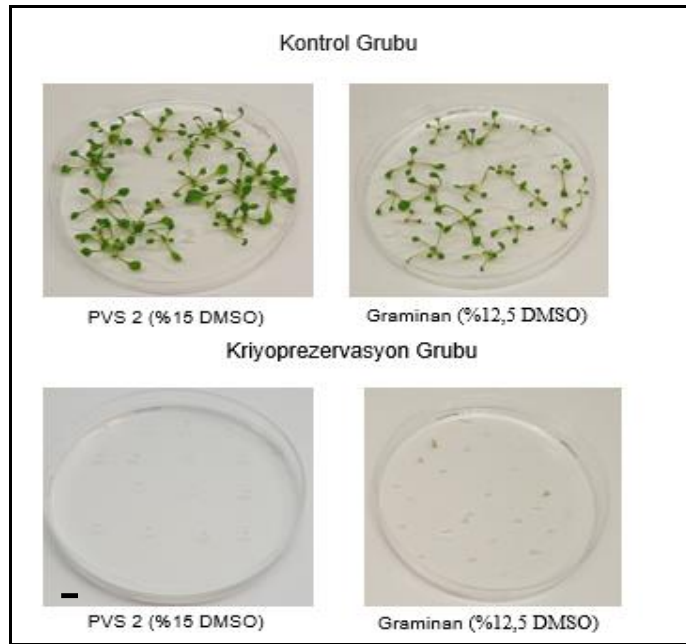 Kontrol Grubu
PVS 2 (%15 DMSO)
Graminan (%12,5 DMSO)
Kriyoprezervasyon Grubu
PVS 2 (%15 DMSO)
Graminan (%12,5 DMSO)